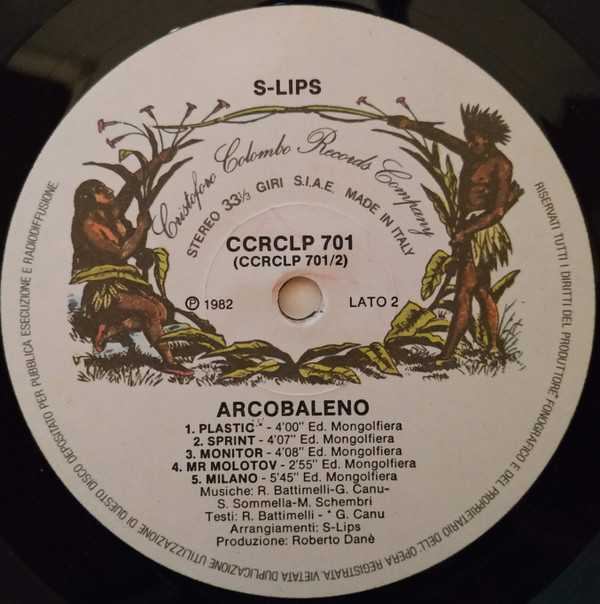 S-LIPS
Cristoforo Colombo Records Company
STEREO 33⅓ GIRI S.I.A.E. MADE IN ITALY
CCRCLP 701
(CCRCLP 701/2)
Ⓟ 1982
LATO 2
ARCOBALENO
1. PLASTIC - 4'00" Ed. Mongolfiera
2. SPRINT - 4'07" Ed. Mongolfiera
3. MONITOR - 4'08" Ed. Mongolfiera
4. MR MOLOTOV - 2'55" Ed. Mongolfiera
5. MILANO - 5'45" Ed. Mongolfiera
Musiche: R. Battimelli-G. Canu-
S. Sommella-M. Schembri
Testi: R. Battimelli - G. Canu
Arrangiamenti: S-Lips
Produzione: Roberto Danè
RISERVATI TUTTI I DIRITTI DEL PRODUTTORE FONOGRAFICO E DEL PROPRIETARIO DELL'OPERA REGISTRATA. VIETATA DUPLICAZIONE UTILIZZAZIONE DI QUESTO DISCO DEPOSITATO PER PUBBLICA ESECUZIONE E RADIODIFFUSIONE